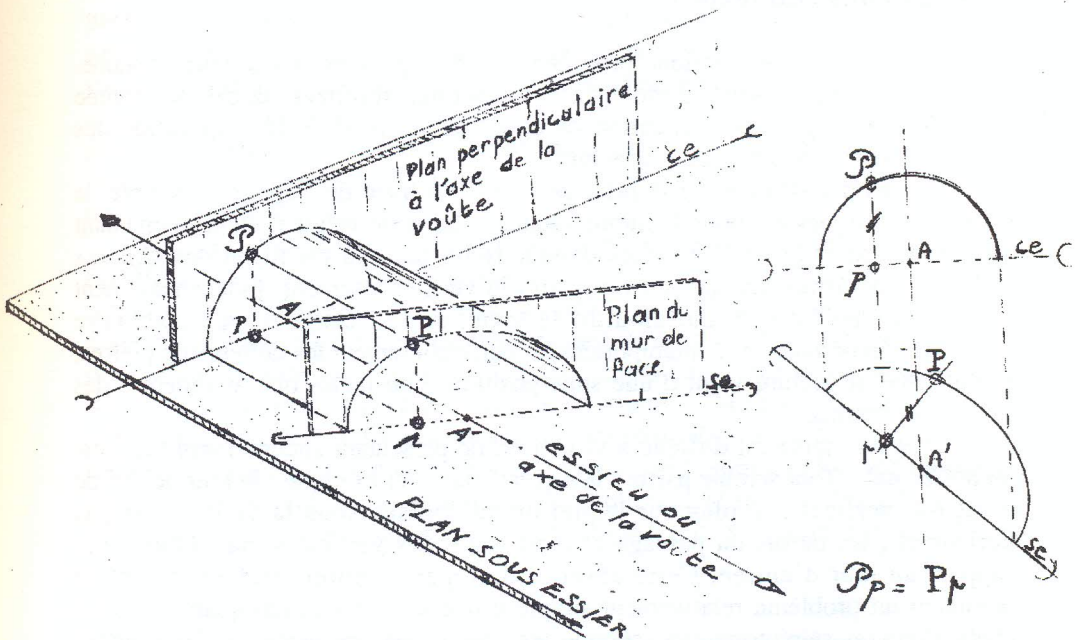 Plan perpendiculaire
à l'axe de la
voûte
ce
P
p
A
Plan du
mur de
face
P
p
A'
se
essieu ou
axe de la voûte
PLAN SOUS ESSIER
P
p
A
ce
P
p
A'
se
Pp = Pp